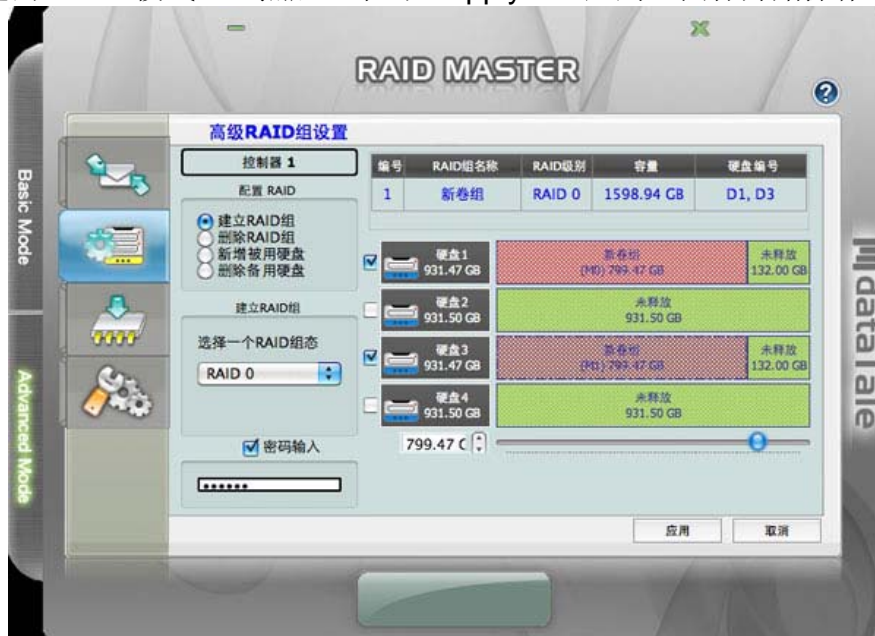 RAID MASTER
高级RAID组设置
控制器 1
配置 RAID
建立RAID组
删除RAID组
新增被用硬盘
删除备用硬盘
建立RAID组
选择一个RAID组态
RAID 0
密码输入
••••••
编号 RAID组名称 RAID级别 容量 硬盘编号
1 新卷组 RAID 0 1598.94 GB D1, D3
硬盘1
931.47 GB
新卷组
(M0) 799.47 GB
未释放
132.00 GB
硬盘2
931.50 GB
未释放
931.50 GB
硬盘3
931.47 GB
新卷组
(M1) 799.47 GB
未释放
132.00 GB
硬盘4
931.50 GB
未释放
931.50 GB
799.47 C
应用
取消
Basic Mode
Advanced Mode
dataTale